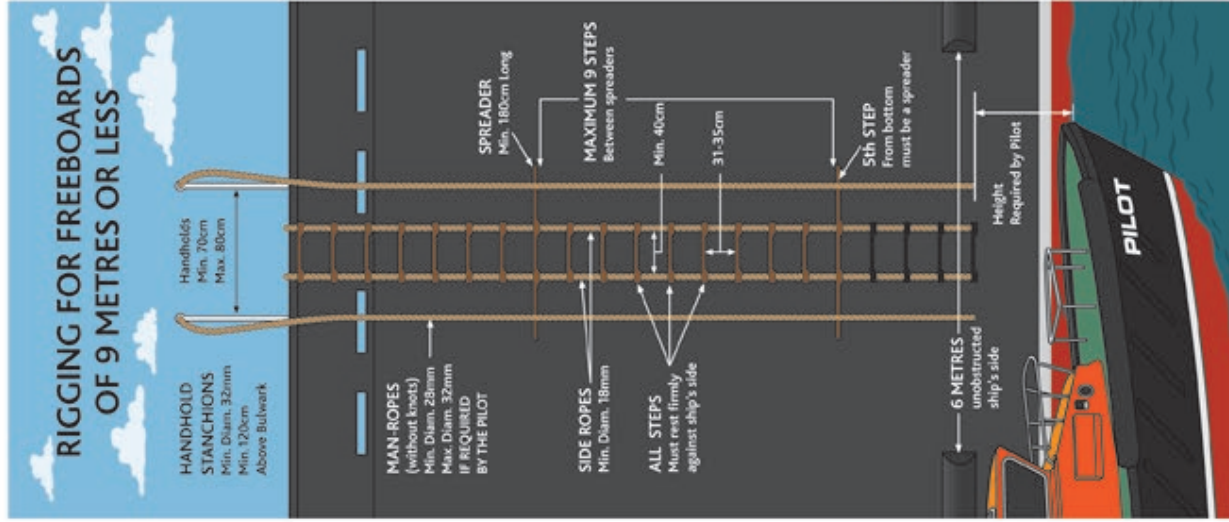 RIGGING FOR FREEBOARDS
OF 9 METRES OR LESS
HANDHOLD
STANCHIONS
Min. Diam. 32mm
Min. 120cm
Above Bulwark
Handholds
Min. 70cm
Max. 80cm
MAN-ROPES
(without knots)
Min. Diam. 28mm
Max. Diam. 32mm
IF REQUIRED
BY THE PILOT
SPREADER
Min. 180cm Long
MAXIMUM 9 STEPS
Between spreaders
SIDE ROPES
Min. Diam. 18mm
Min. 40cm
ALL STEPS
Must rest firmly
against ship's side
31-35cm
5th STEP
From bottom
must be a spreader
6 METRES
unobstructed
ship's side
Height
Required by Pilot
PILOT